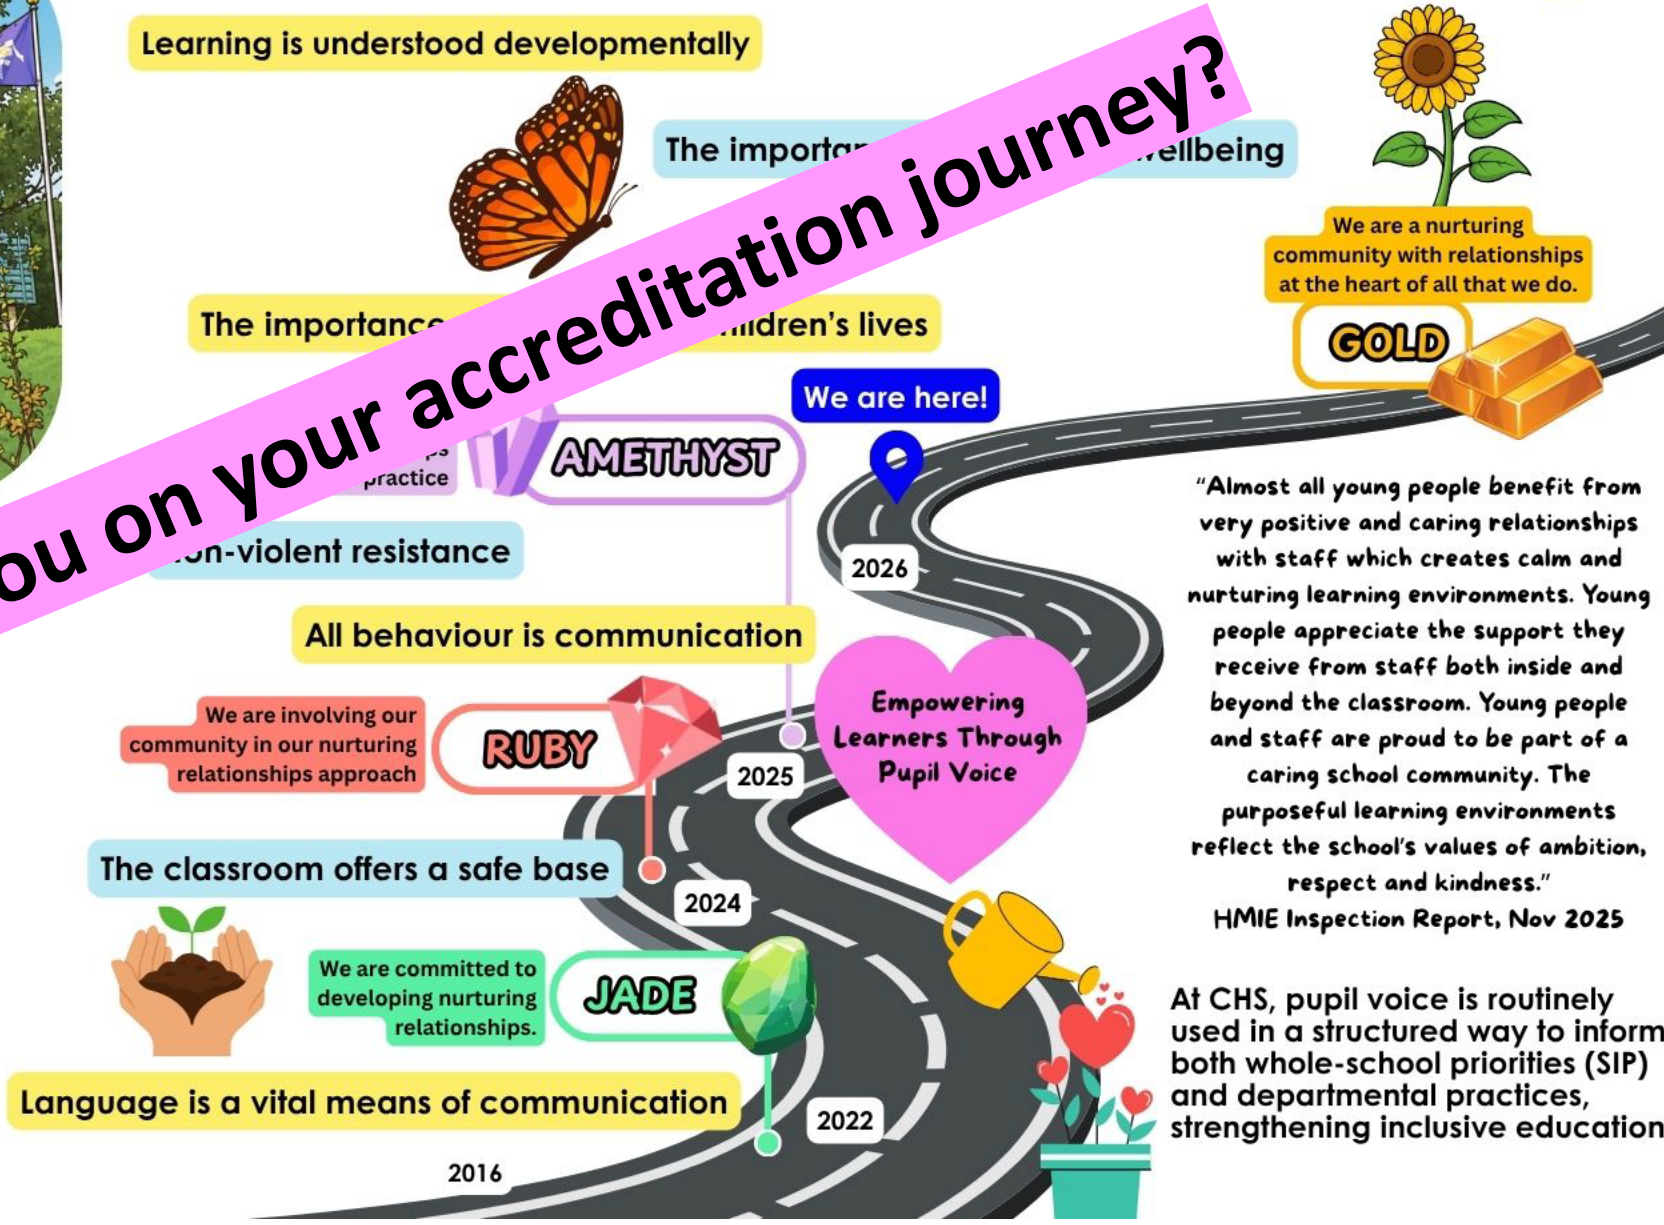 Learning is understood developmentally
The wellbeing
on your accreditation journey?
We are a nurturing
community with relationships
at the heart of all that we do.
GOLD
The importance children's lives
We are here!
AMETHYST
practice
2026
resistance
"Almost all young people benefit from
very positive and caring relationships
with staff which creates calm and
nurturing learning environments. Young
people appreciate the support they
receive from staff both inside and
beyond the classroom. Young people
and staff are proud to be part of a
caring school community. The
purposeful learning environments
reflect the school's values of ambition,
respect and kindness."
HMIE Inspection Report, Nov 2025
All behaviour is communication
Empowering
Learners Through
Pupil Voice
We are involving our
community in our nurturing
relationships approach
RUBY
2025
The classroom offers a safe base
2024
We are committed to
developing nurturing
relationships.
JADE
At CHS, pupil voice is routinely
used in a structured way to inform
both whole-school priorities (SIP)
and departmental practices,
strengthening inclusive education
Language is a vital means of communication
2022
2016